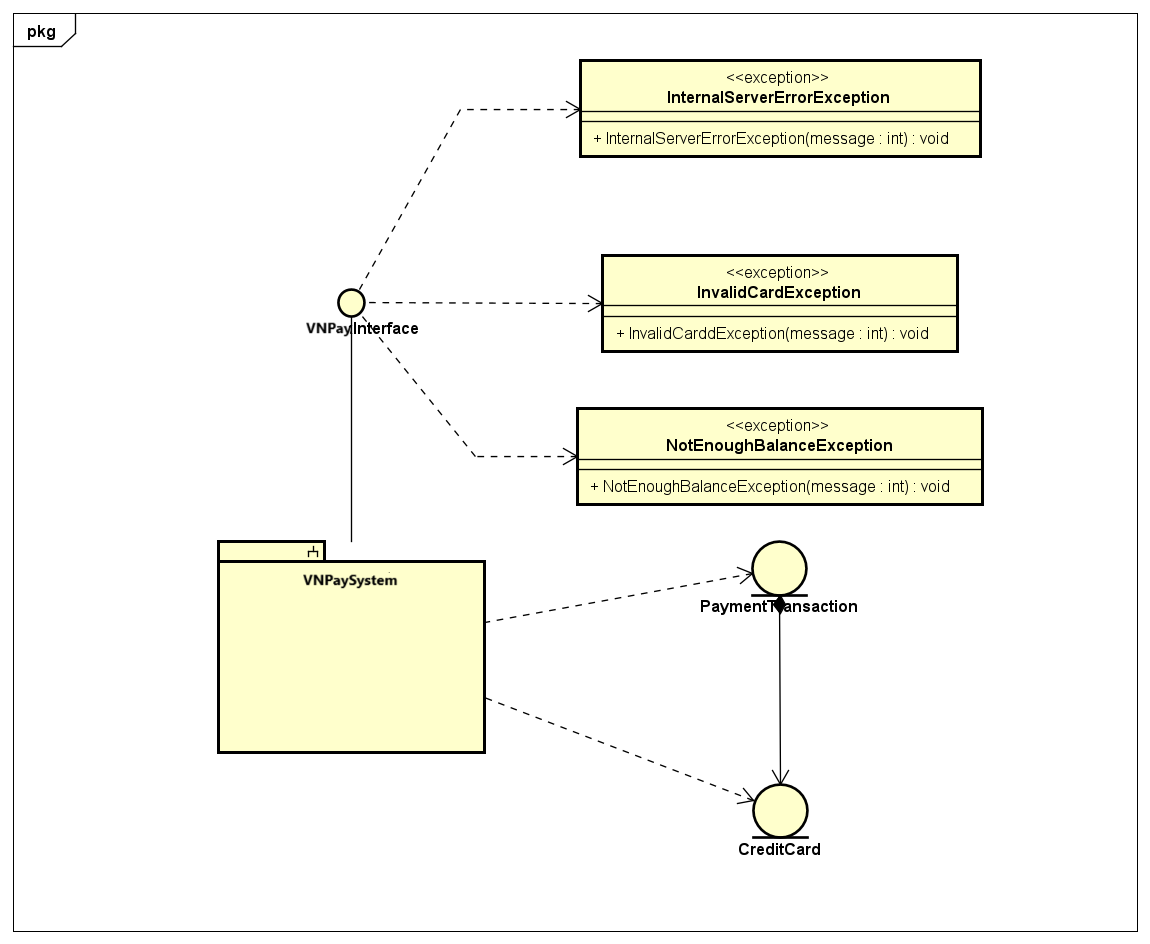 pkg
<<exception>>
InternalServerErrorException
+ InternalServerErrorException(message : int) : void
<<exception>>
InvalidCardException
+ InvalidCarddException(message : int) : void
VNPayInterface
<<exception>>
NotEnoughBalanceException
+ NotEnoughBalanceException(message : int) : void
VNPaySystem
PaymentTransaction
CreditCard